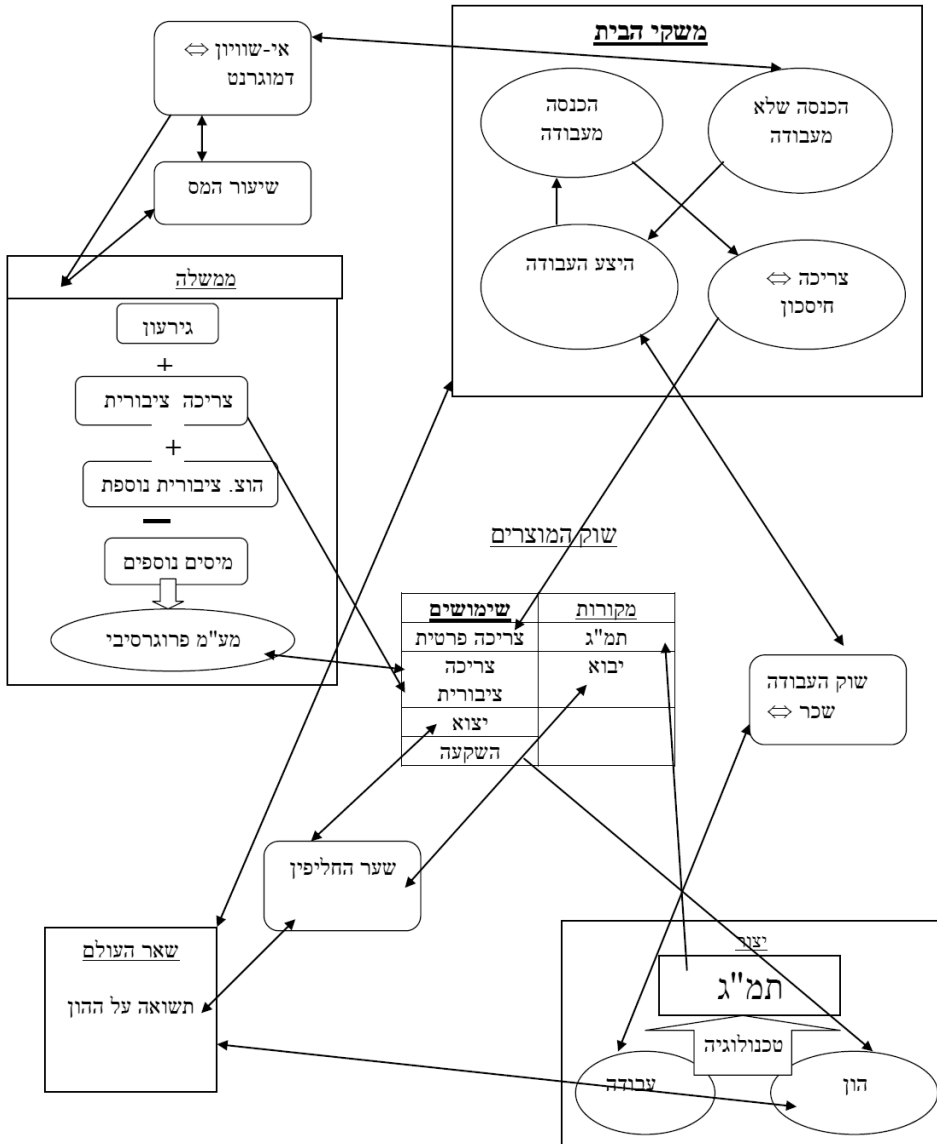 משקי הבית
הכנסה שלא
מעבודה
הכנסה
מעבודה
היצע העבודה
צריכה ⇔
חיסכון
אי-שוויון ⇔
דמוגרנט
שיעור המס
ממשלה
גירעון
+
צריכה ציבורית
+
הוצ. ציבורית נוספת
–
מיסים נוספים
מע"מ פרוגרסיבי
שוק המוצרים
מקורות שימושים
תמ"ג צריכה פרטית
יבוא צריכה
ציבורית
יצוא
השקעה
שוק העבודה
שכר ⇔
שער החליפין
שאר העולם
תשואה על ההון
יצור
תמ"ג
טכנולוגיה
הון
עבודה